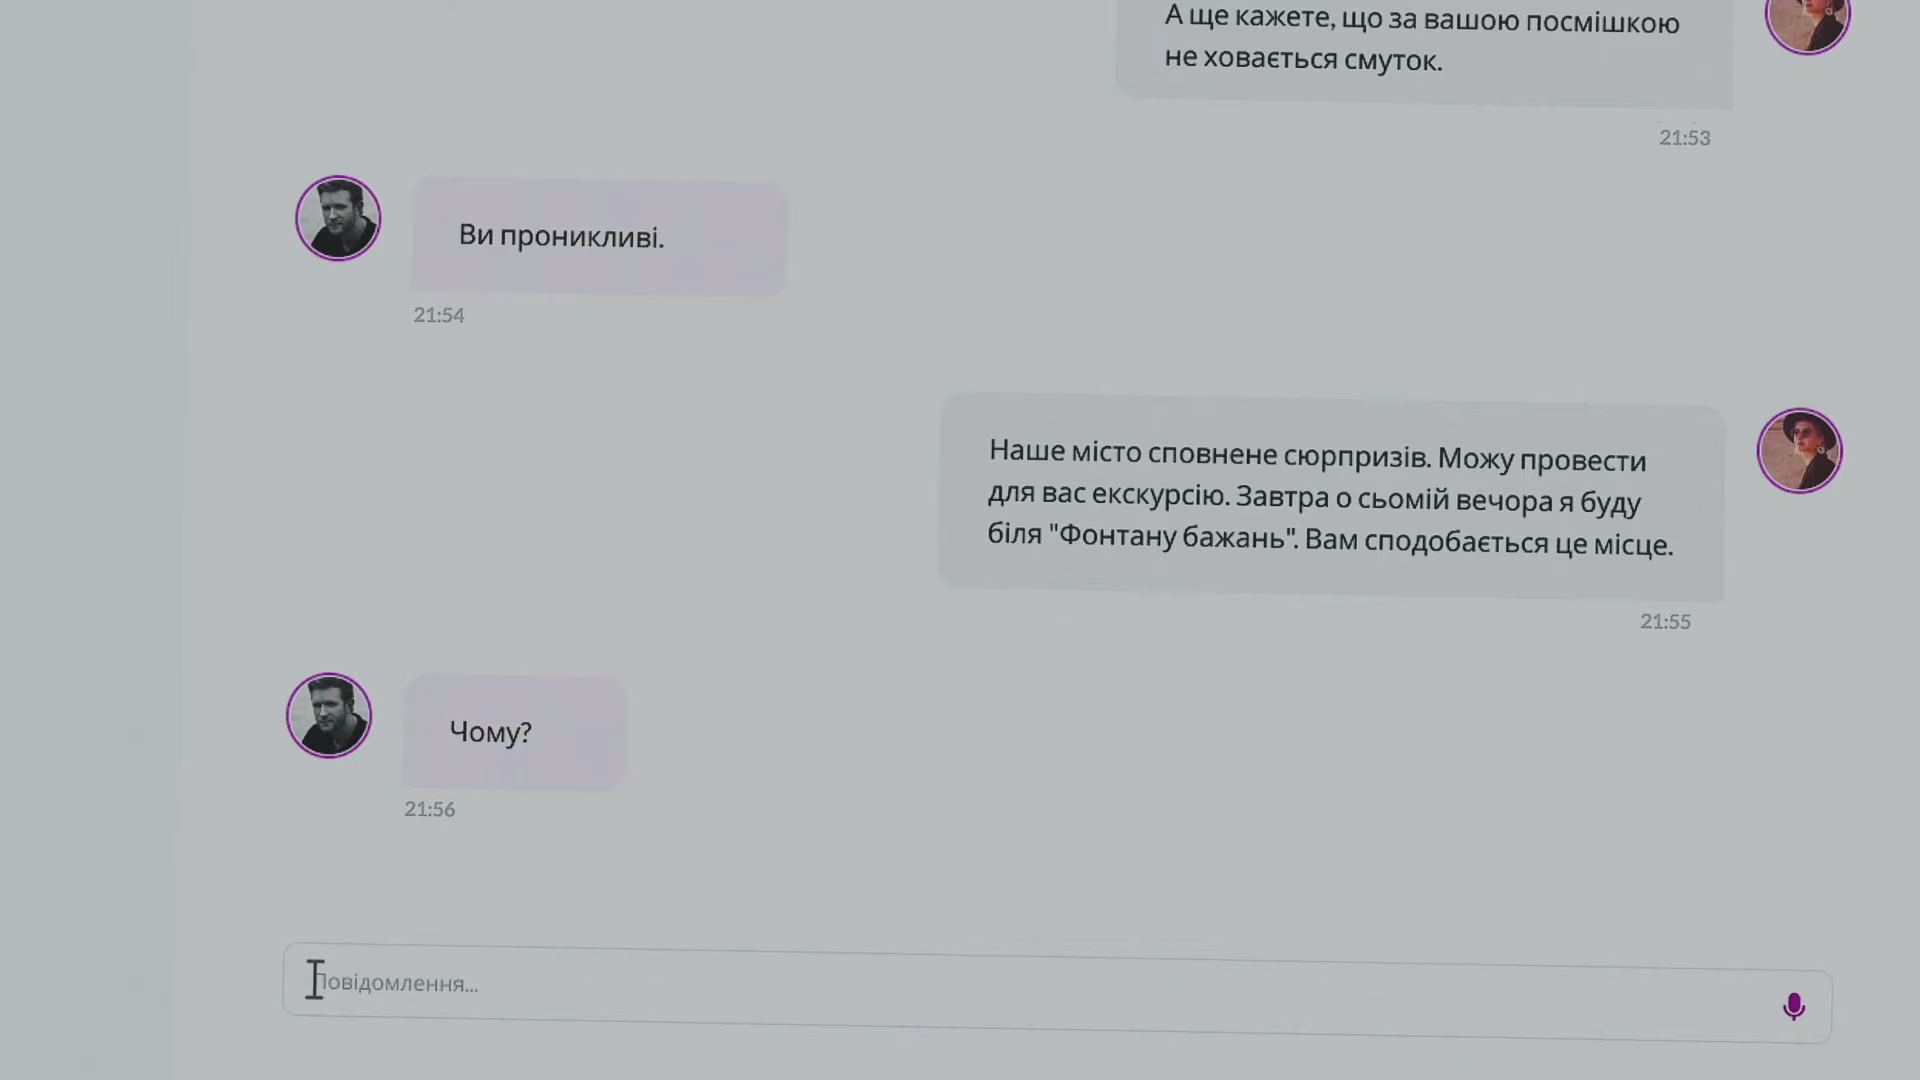 А ще кажете, що за вашою посмішкою
не ховається смуток.
21:53
Ви проникливі.
21:54
Наше місто сповнене сюрпризів. Можу провести
для вас екскурсію. Завтра о сьомій вечора я буду
біля "Фонтану бажань". Вам сподобається це місце.
21:55
Чому?
21:56
Повідомлення...